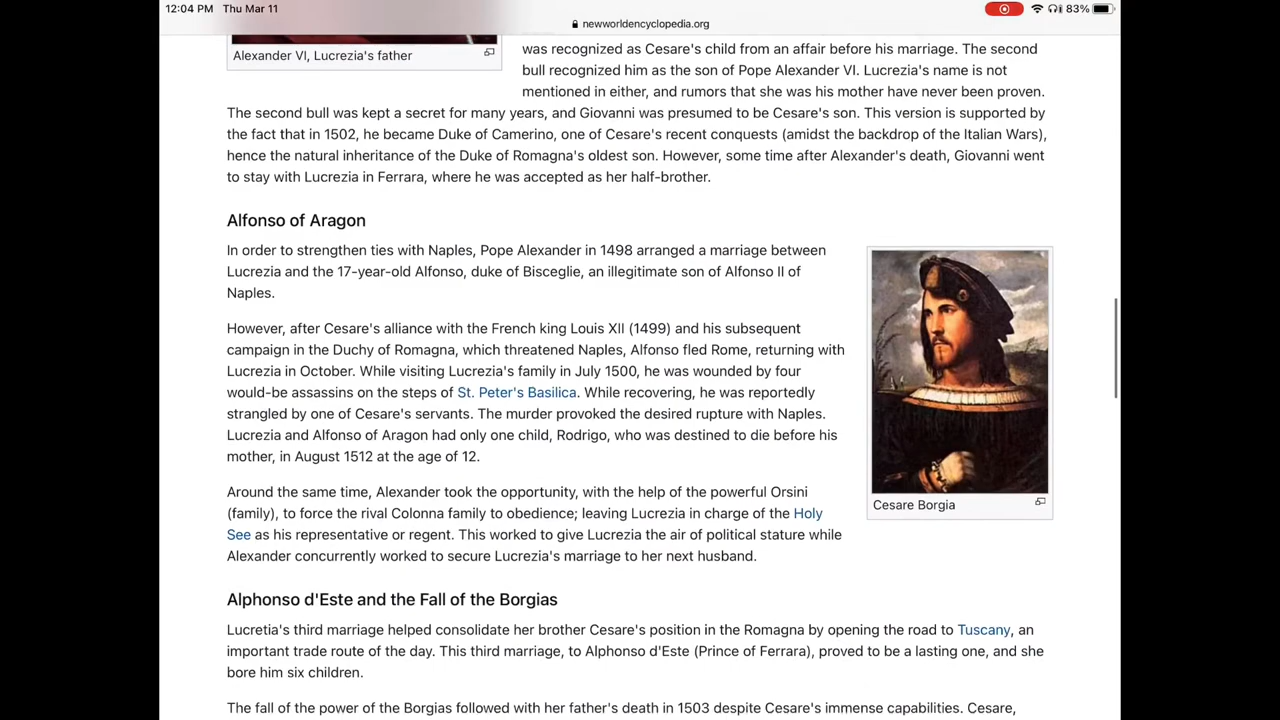 12:04 PM Thu Mar 11
83%
newworldencyclopedia.org
Alexander VI, Lucrezia's father
was recognized as Cesare's child from an affair before his marriage. The second
bull recognized him as the son of Pope Alexander VI. Lucrezia's name is not
mentioned in either, and rumors that she was his mother have never been proven.
The second bull was kept a secret for many years, and Giovanni was presumed to be Cesare's son. This version is supported by
the fact that in 1502, he became Duke of Camerino, one of Cesare's recent conquests (amidst the backdrop of the Italian Wars),
hence the natural inheritance of the Duke of Romagna's oldest son. However, some time after Alexander's death, Giovanni went
to stay with Lucrezia in Ferrara, where he was accepted as her half-brother.
Alfonso of Aragon
In order to strengthen ties with Naples, Pope Alexander in 1498 arranged a marriage between
Lucrezia and the 17-year-old Alfonso, duke of Bisceglie, an illegitimate son of Alfonso II of
Naples.
However, after Cesare's alliance with the French king Louis XII (1499) and his subsequent
campaign in the Duchy of Romagna, which threatened Naples, Alfonso fled Rome, returning with
Lucrezia in October. While visiting Lucrezia's family in July 1500, he was wounded by four
would-be assassins on the steps of St. Peter's Basilica. While recovering, he was reportedly
strangled by one of Cesare's servants. The murder provoked the desired rupture with Naples.
Lucrezia and Alfonso of Aragon had only one child, Rodrigo, who was destined to die before his
mother, in August 1512 at the age of 12.
Cesare Borgia
Around the same time, Alexander took the opportunity, with the help of the powerful Orsini
(family), to force the rival Colonna family to obedience; leaving Lucrezia in charge of the Holy
See as his representative or regent. This worked to give Lucrezia the air of political stature while
Alexander concurrently worked to secure Lucrezia's marriage to her next husband.
Alphonso d'Este and the Fall of the Borgias
Lucretia's third marriage helped consolidate her brother Cesare's position in the Romagna by opening the road to Tuscany, an
important trade route of the day. This third marriage, to Alphonso d'Este (Prince of Ferrara), proved to be a lasting one, and she
bore him six children.
The fall of the power of the Borgias followed with her father's death in 1503 despite Cesare's immense capabilities. Cesare,